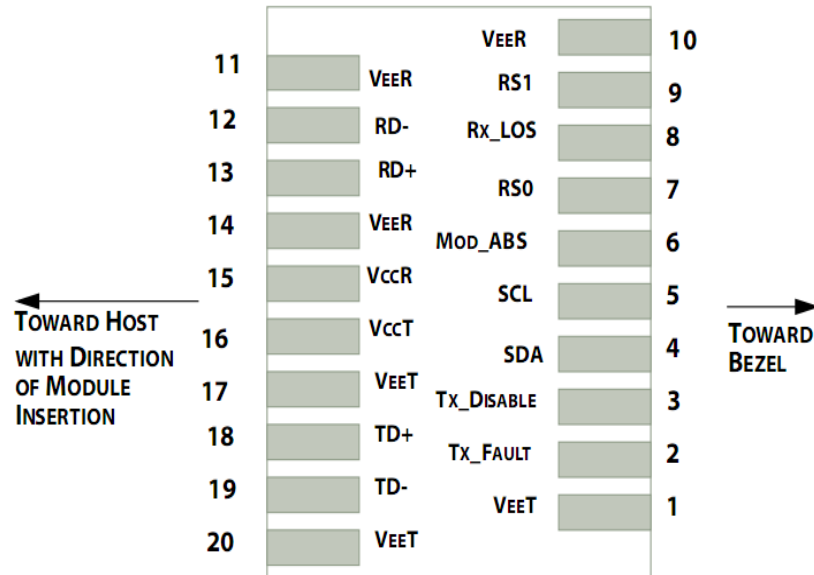 11 VEER
12 RD-
13 RD+
14 VEER
15 VCCR
16 VCCT
17 VEET
18 TD+
19 TD-
20 VEET
VEER 10
RS1 9
RX_LOS 8
RS0 7
MOD_ABS 6
SCL 5
SDA 4
TX_DISABLE 3
TX_FAULT 2
VEET 1
TOWARD HOST
WITH DIRECTION
OF MODULE
INSERTION
TOWARD
BEZEL